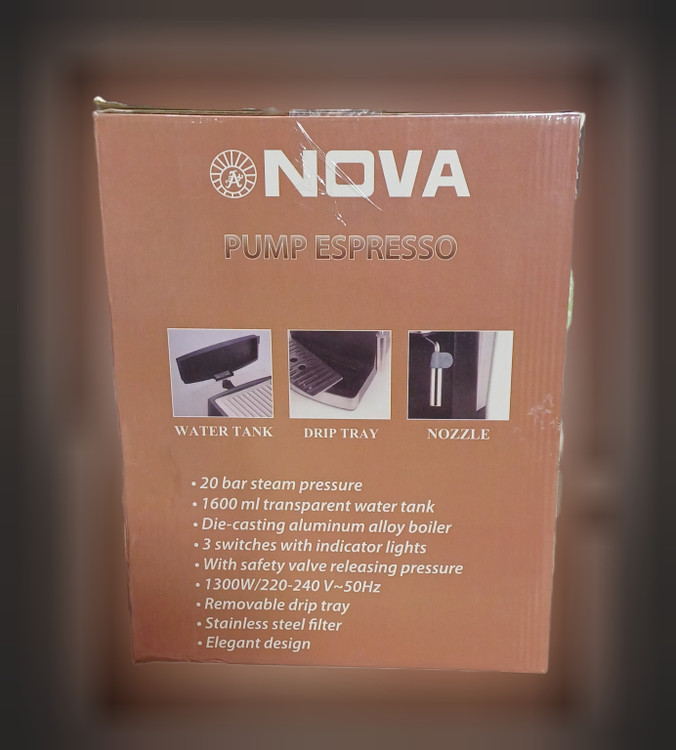 NOVA
PUMP ESPRESSO
WATER TANK DRIP TRAY NOZZLE
• 20 bar steam pressure
• 1600 ml transparent water tank
• Die-casting aluminum alloy boiler
• 3 switches with indicator lights
• With safety valve releasing pressure
• 1300W/220-240 V~50Hz
• Removable drip tray
• Stainless steel filter
• Elegant design